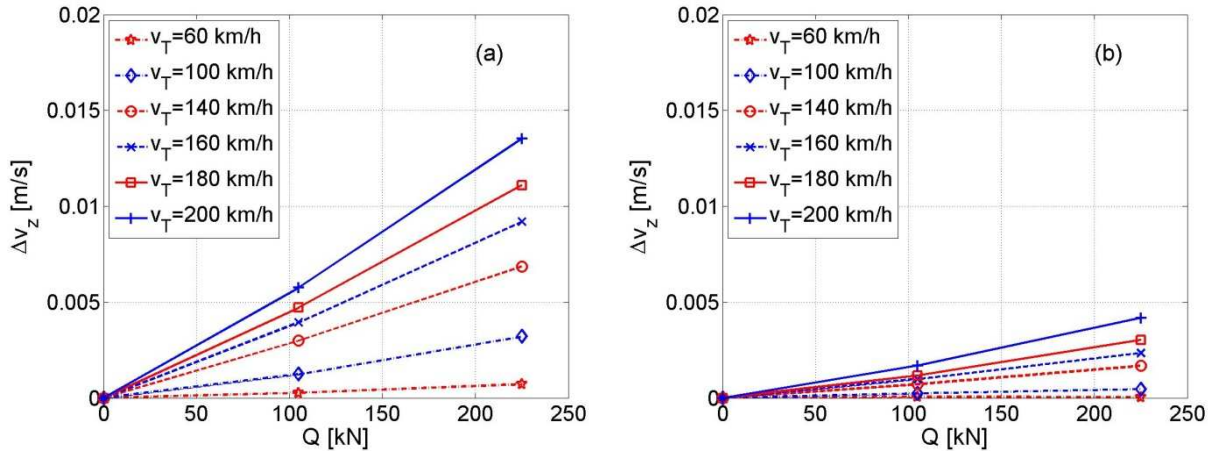 0.02
0.015
0.01
0.005
0
0
50
100
150
200
250
Δv_z [m/s]
Q [kN]
(a)
v_T=60 km/h
v_T=100 km/h
v_T=140 km/h
v_T=160 km/h
v_T=180 km/h
v_T=200 km/h
0.02
0.015
0.01
0.005
0
0
50
100
150
200
250
Δv_z [m/s]
Q [kN]
(b)
v_T=60 km/h
v_T=100 km/h
v_T=140 km/h
v_T=160 km/h
v_T=180 km/h
v_T=200 km/h